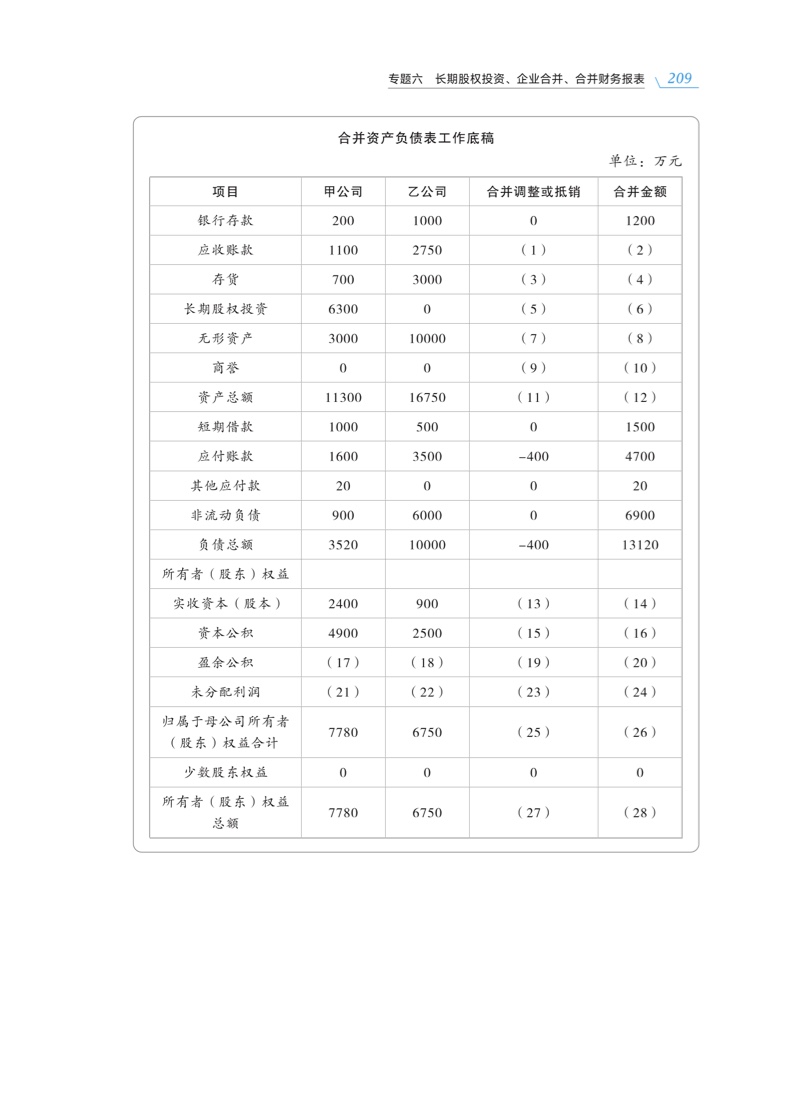 专题六 长期股权投资、企业合并、合并财务报表 209
合并资产负债表工作底稿
单位：万元
项目 甲公司 乙公司 合并调整或抵销 合并金额
银行存款 200 1000 0 1200
应收账款 1100 2750 （1） （2）
存货 700 3000 （3） （4）
长期股权投资 6300 0 （5） （6）
无形资产 3000 10000 （7） （8）
商誉 0 0 （9） （10）
资产总额 11300 16750 （11） （12）
短期借款 1000 500 0 1500
应付账款 1600 3500 -400 4700
其他应付款 20 0 0 20
非流动负债 900 6000 0 6900
负债总额 3520 10000 -400 13120
所有者（股东）权益
实收资本（股本） 2400 900 （13） （14）
资本公积 4900 2500 （15） （16）
盈余公积 （17） （18） （19） （20）
未分配利润 （21） （22） （23） （24）
归属于母公司所有者
（股东）权益合计 7780 6750 （25） （26）
少数股东权益 0 0 0 0
所有者（股东）权益
总额 7780 6750 （27） （28）